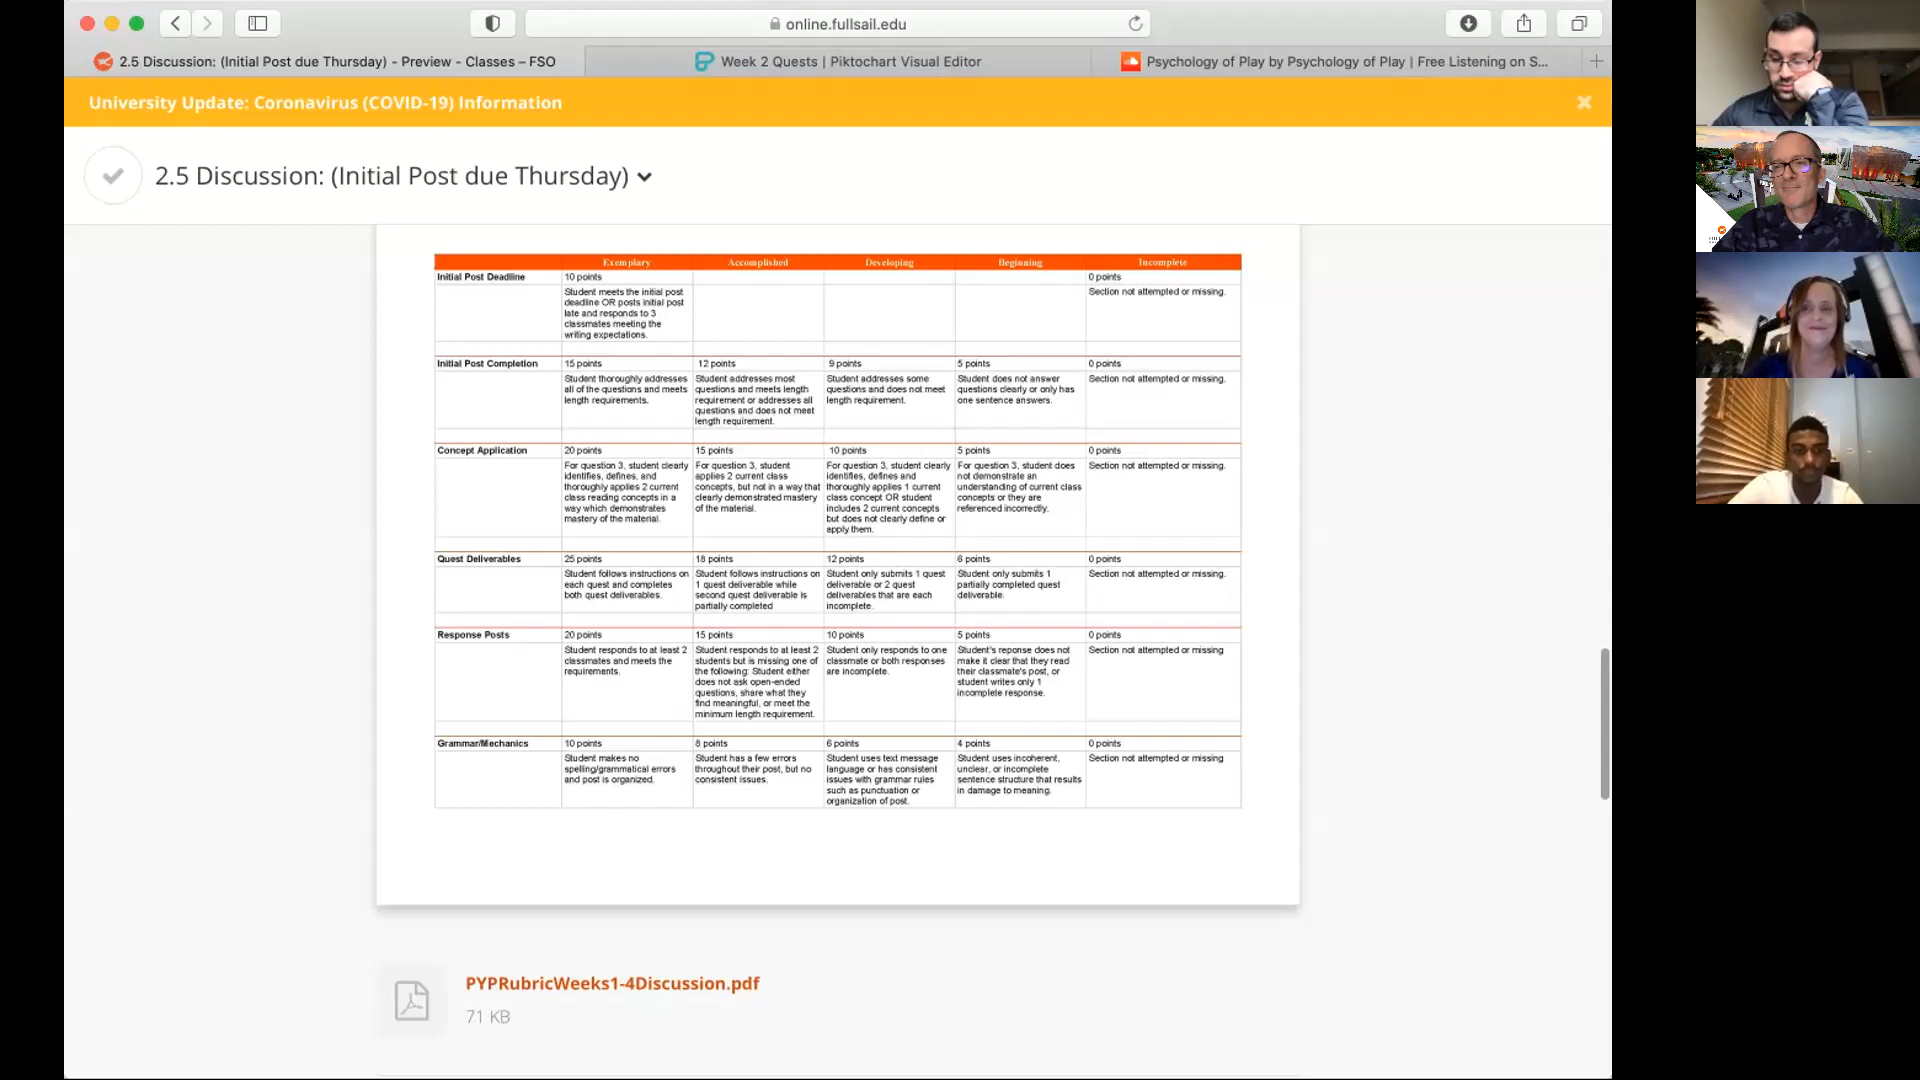 online.fullsail.edu
2.5 Discussion: (Initial Post due Thursday) - Preview - Classes – FSO
Week 2 Quests | Piktochart Visual Editor
Psychology of Play by Psychology of Play | Free Listening on S...
University Update: Coronavirus (COVID-19) Information
2.5 Discussion: (Initial Post due Thursday)
Exemplary Accomplished Developing Beginning Incomplete
Initial Post Deadline 10 points 0 points
Student meets the initial post
deadline OR posts initial post
late and responds to 3
classmates meeting the
writing expectations.
Section not attempted or missing.
Initial Post Completion 15 points 12 points 9 points 5 points 0 points
Student thoroughly addresses
all of the questions and meets
length requirements.
Student addresses most
questions and meets length
requirement or addresses all
questions and does not meet
length requirement.
Student addresses some
questions and does not meet
length requirement.
Student does not answer
questions clearly or only has
one sentence answers.
Section not attempted or missing.
Concept Application 20 points 15 points 10 points 5 points 0 points
For question 3, student clearly
identifies, defines, and
thoroughly applies 2 current
class reading concepts in a
way which demonstrates
mastery of the material.
For question 3, student
applies 2 current class
concepts, but not in a way that
clearly demonstrated mastery
of the material.
For question 3, student clearly
identifies, defines and
thoroughly applies 1 current
class concept OR student
includes 2 current concepts
but does not clearly define or
apply them.
For question 3, student does
not demonstrate an
understanding of current class
concepts or they are
referenced incorrectly.
Section not attempted or missing.
Quest Deliverables 25 points 18 points 12 points 6 points 0 points
Student follows instructions on
each quest and completes
both quest deliverables.
Student follows instructions on
1 quest deliverable while
second quest deliverable is
partially completed
Student only submits 1 quest
deliverable or 2 quest
deliverables that are each
incomplete.
Student only submits 1
partially completed quest
deliverable.
Section not attempted or missing.
Response Posts 20 points 15 points 10 points 5 points 0 points
Student responds to at least 2
classmates and meets the
requirements.
Student responds to at least 2
students but is missing one of
the following: Student either
does not ask open-ended
questions, share what they
find meaningful, or meet the
minimum length requirement.
Student only responds to one
classmate or both responses
are incomplete.
Student's reponse does not
make it clear that they read
their classmate's post, or
student writes only 1
incomplete response.
Section not attempted or missing
Grammar/Mechanics 10 points 8 points 6 points 4 points 0 points
Student makes no
spelling/grammatical errors
and post is organized.
Student has a few errors
throughout their post, but no
consistent issues.
Student uses text message
language or has consistent
issues with grammar rules
such as punctuation or
organization of post.
Student uses incoherent,
unclear, or incomplete
sentence structure that results
in damage to meaning.
Section not attempted or missing
PYPRubricWeeks1-4Discussion.pdf
71 KB